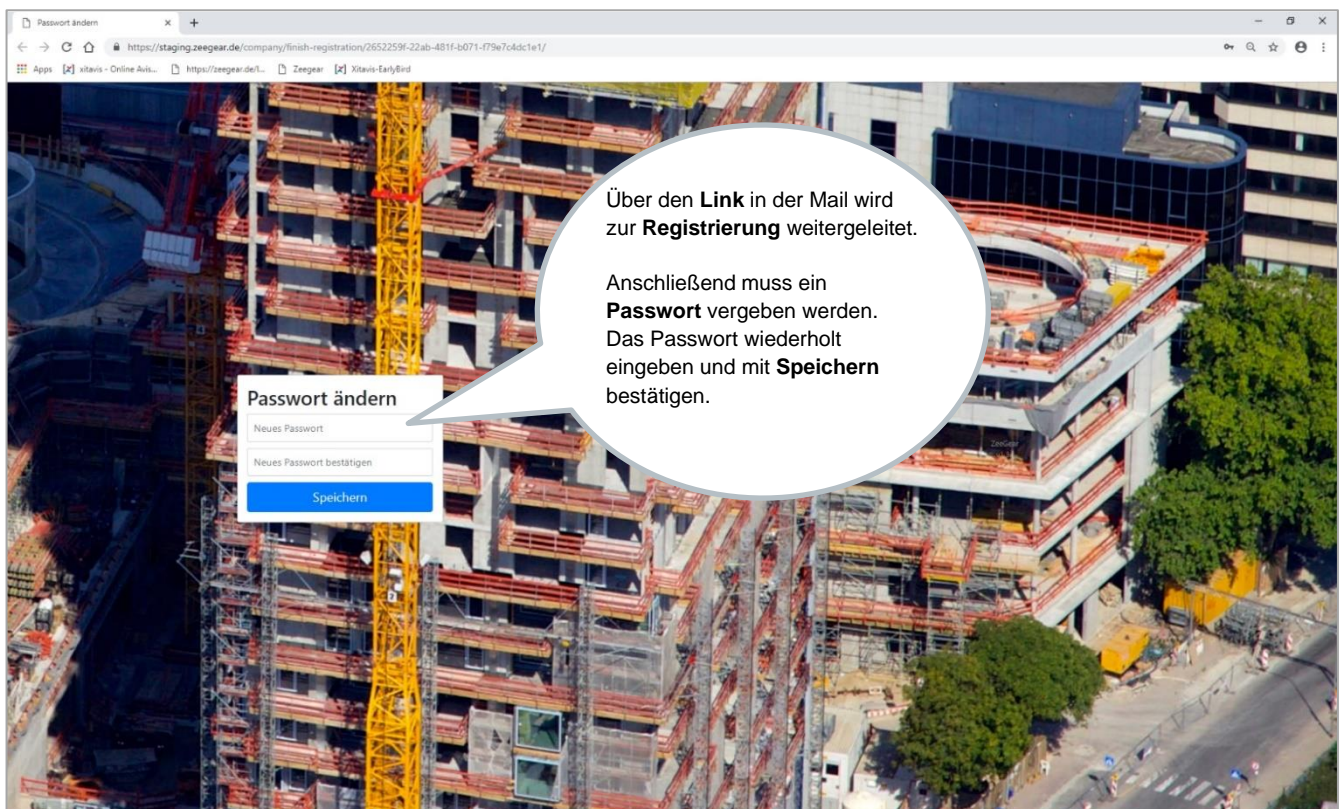 Passwort ändern
https://staging.zeegear.de/company/finish-registration/2652259f-22ab-481f-b071-f79e7c4dc1e1/
Apps [x] xitavis - Online Avis... https://zeegear.de/l... Zeegear [x] Xitavis-EarlyBird
Über den Link in der Mail wird
zur Registrierung weitergeleitet.
Anschließend muss ein
Passwort vergeben werden.
Das Passwort wiederholt
eingeben und mit Speichern
bestätigen.
Passwort ändern
Neues Passwort
Neues Passwort bestätigen
Speichern
ZeeGear